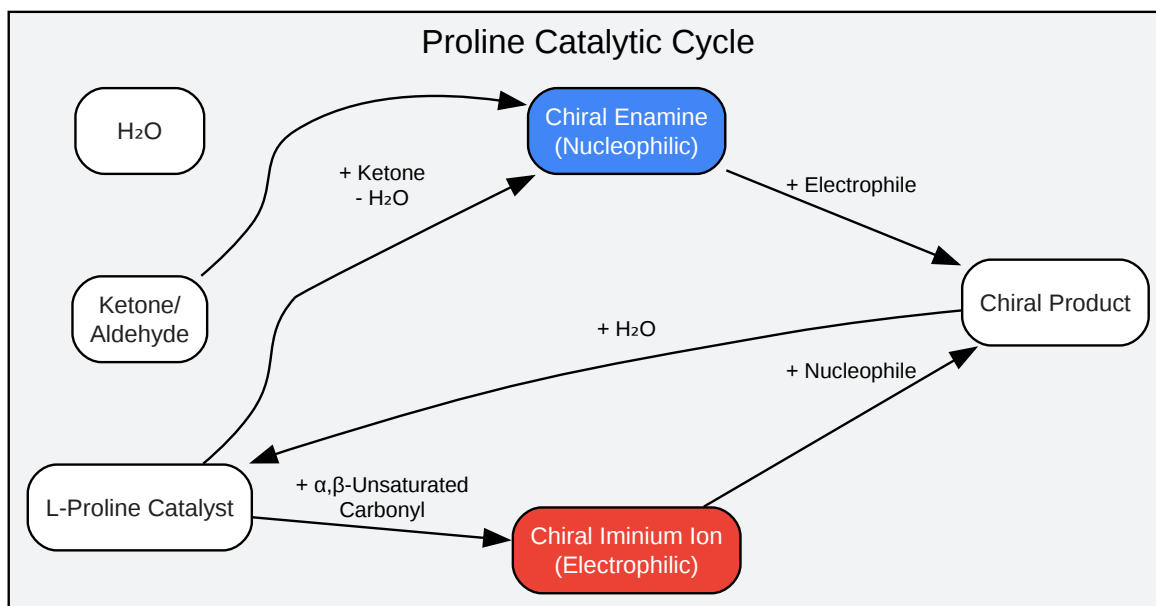 Proline Catalytic Cycle
H₂O
Chiral Enamine
(Nucleophilic)
+ Ketone
- H₂O
+ Electrophile
Ketone/
Aldehyde
Chiral Product
+ H₂O
+ Nucleophile
L-Proline Catalyst
+ α,β-Unsaturated
Carbonyl
Chiral Iminium Ion
(Electrophilic)